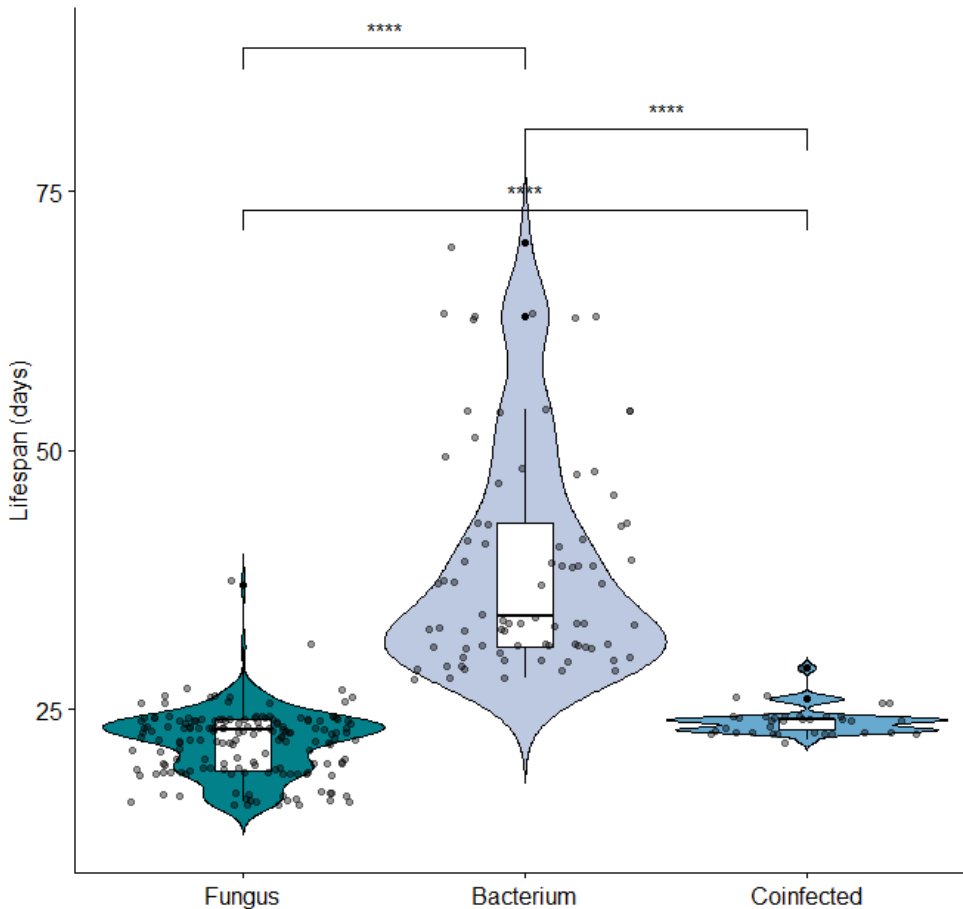 ****
****
75
****
50
Lifespan (days)
25
Fungus
Bacterium
Coinfected